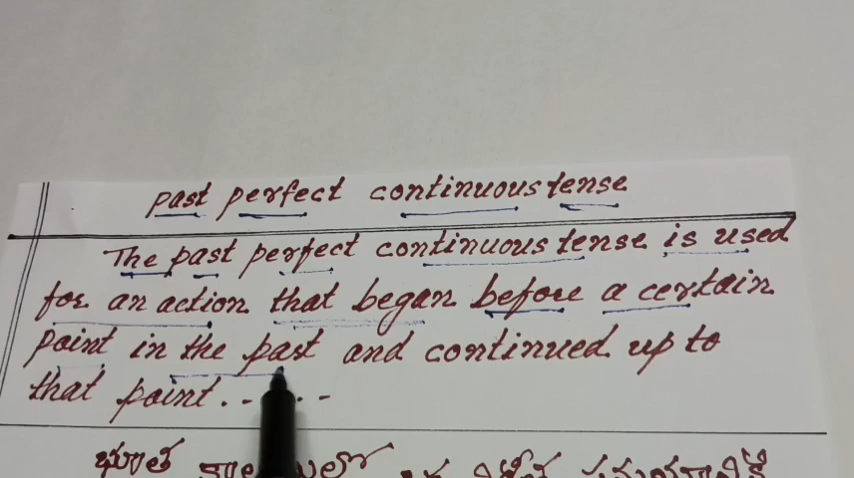 past perfect continuous tense
The past perfect continuous tense is used
for an action that began before a certain
point in the past and continued up to
that point.....